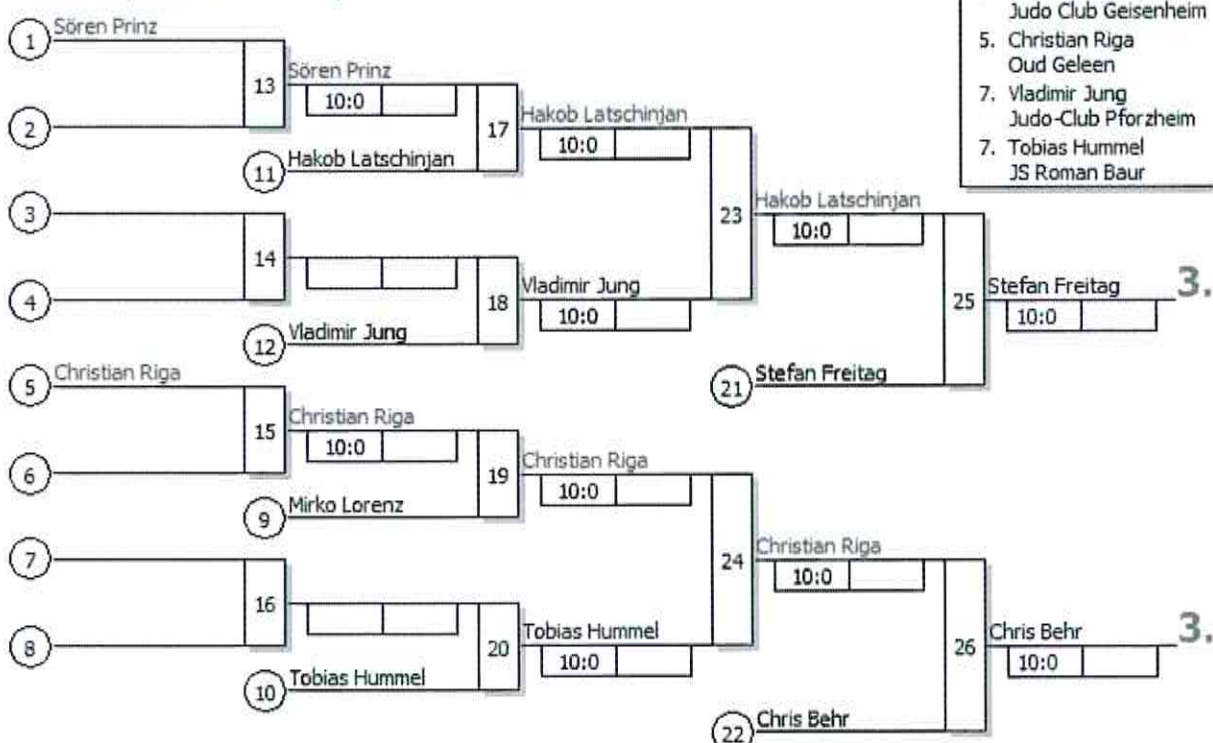 Judo Club Geisenheim
5. Christian Riga
Oud Geleen
7. Vladimir Jung
Judo-Club Pforzheim
7. Tobias Hummel
JS Roman Baur
1 Sören Prinz
13 Sören Prinz
10:0
2
17 Hakob Latschinjan
10:0
11 Hakob Latschinjan
3
23 Hakob Latschinjan
10:0
14
4
18 Vladimir Jung
10:0
12 Vladimir Jung
25 Stefan Freitag 3.
10:0
5 Christian Riga
21 Stefan Freitag
15 Christian Riga
10:0
6
19 Christian Riga
10:0
9 Mirko Lorenz
7
24 Christian Riga
10:0
16
8
20 Tobias Hummel
10:0
10 Tobias Hummel
26 Chris Behr 3.
10:0
22 Chris Behr